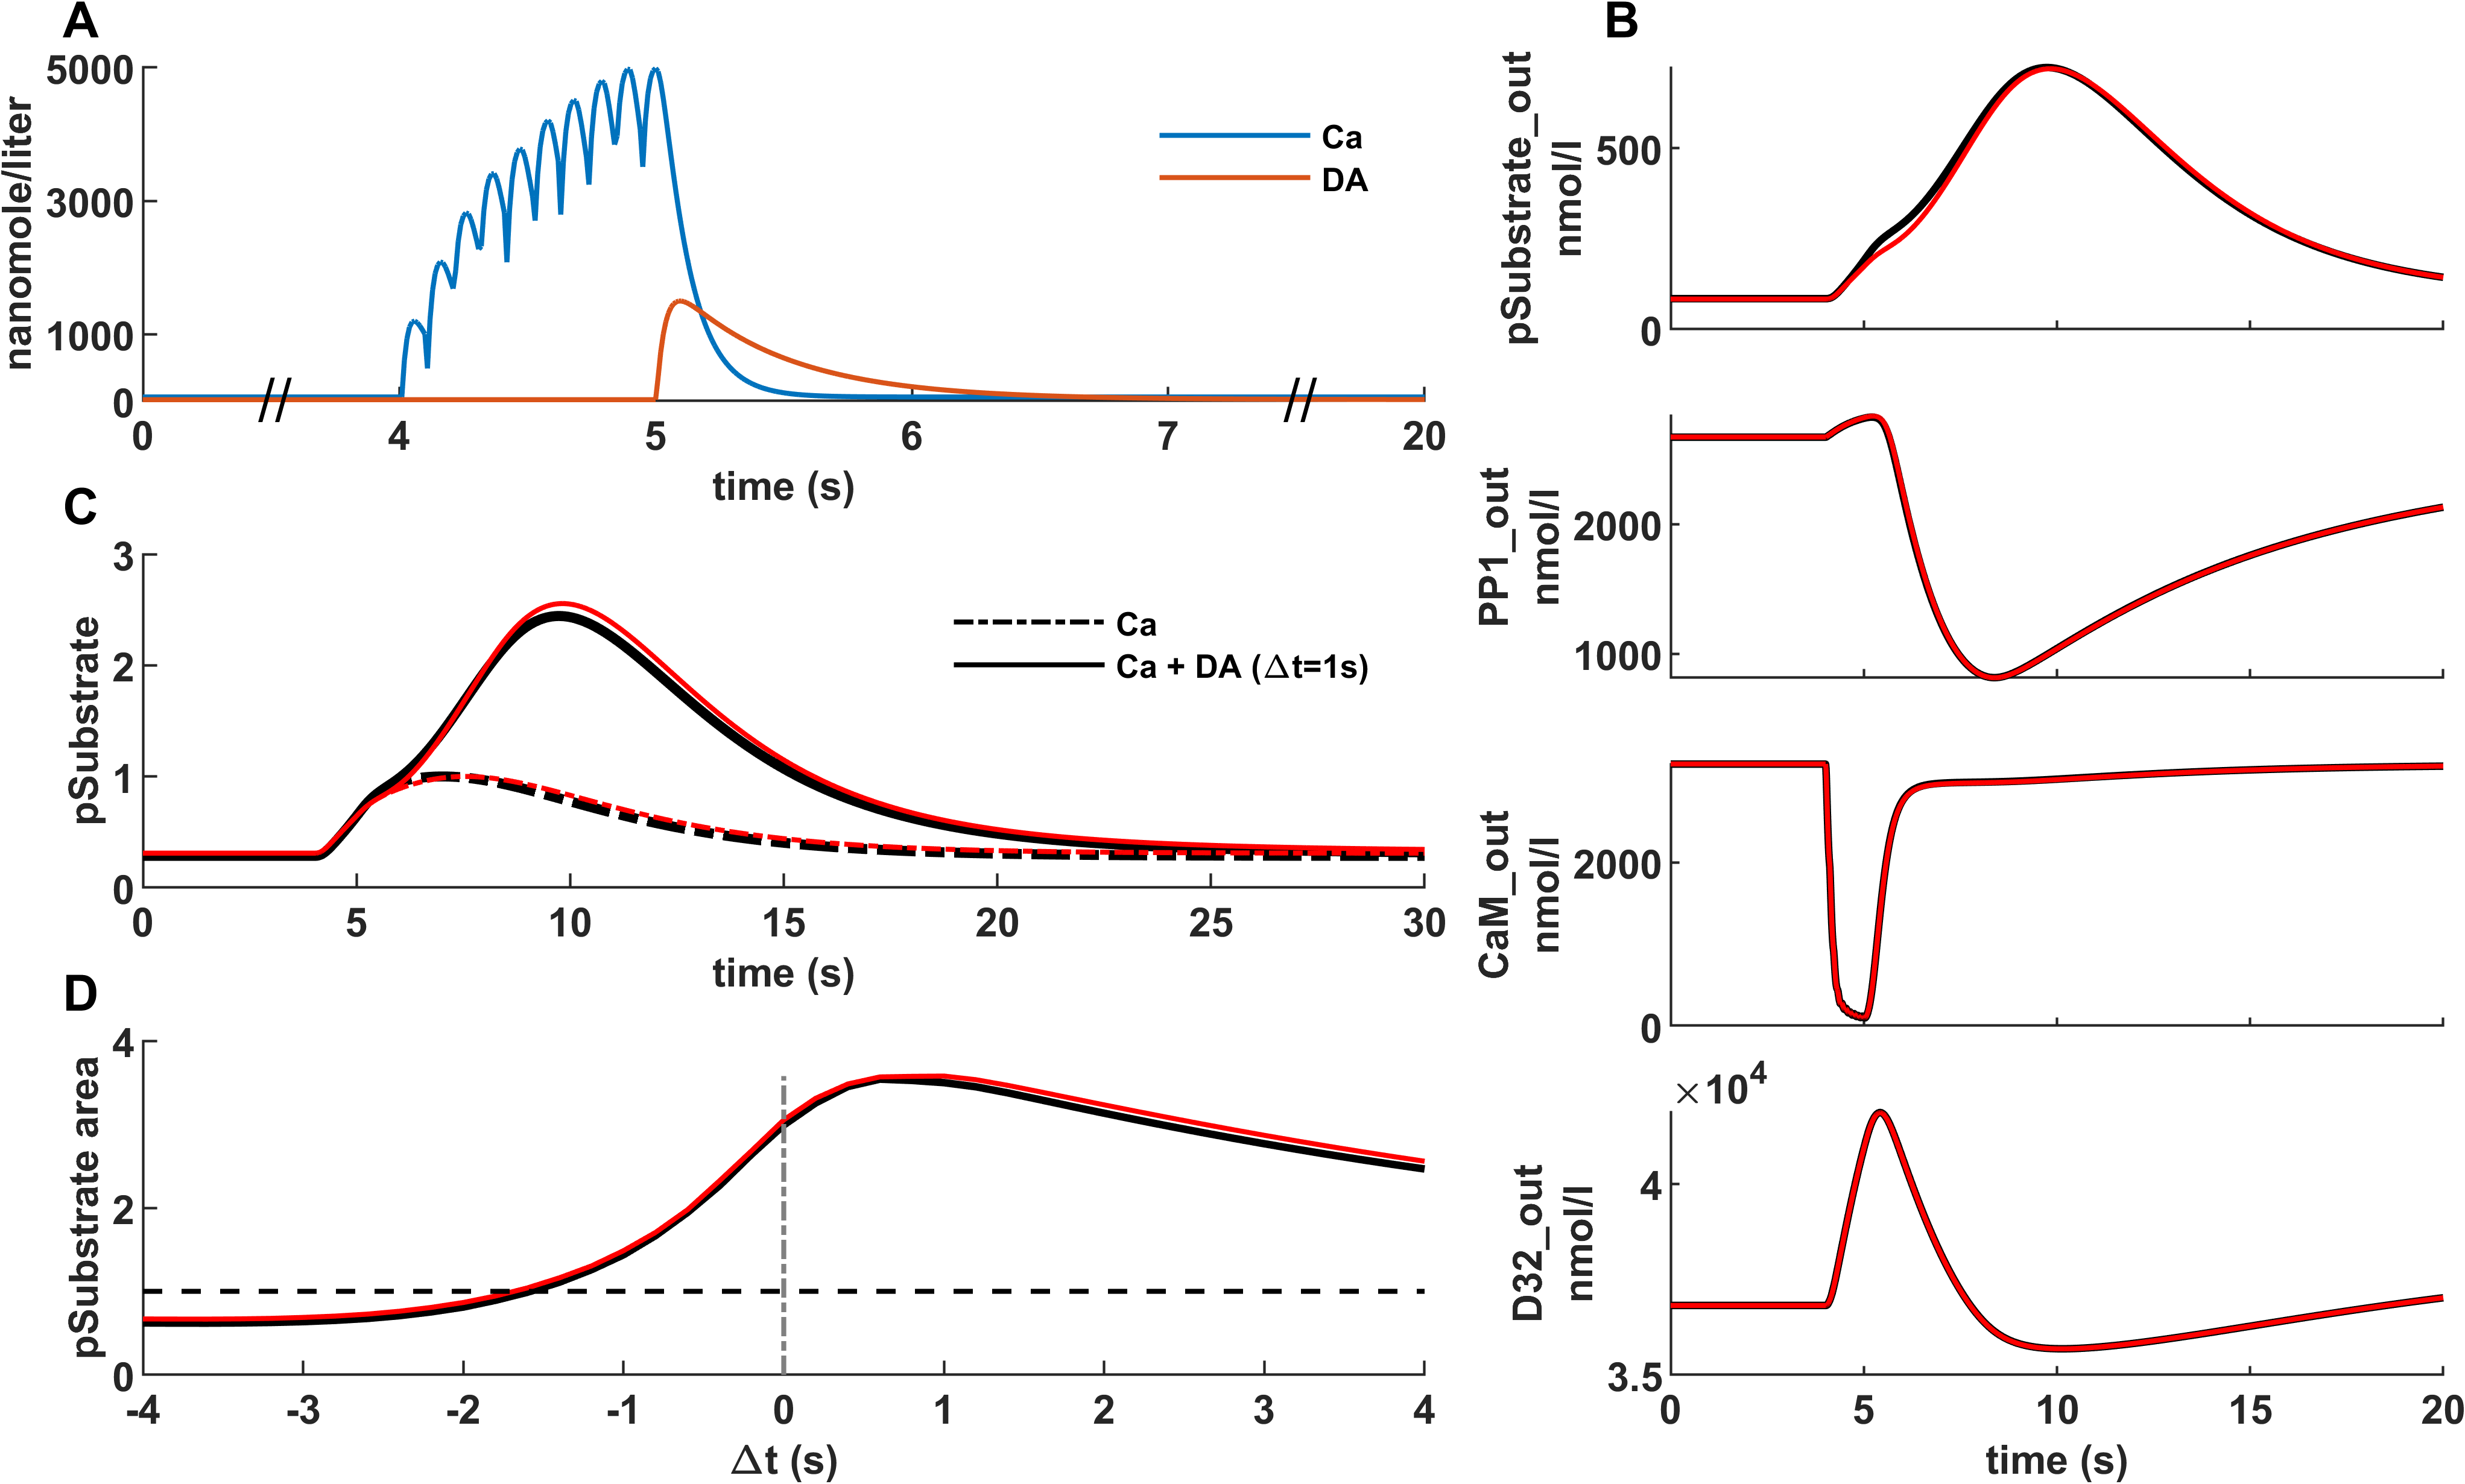 A
5000
3000
1000
0
nanomole/liter
Ca
DA
0
4
5
6
7
20
time (s)
B
pSubstrate_out
nmol/l
500
0
PP1_out
nmol/l
2000
1000
CaM_out
nmol/l
2000
0
×10⁴
D32_out
nmol/l
4
3.5
0
5
10
15
20
time (s)
C
3
2
1
0
pSubstrate
Ca
Ca + DA (Δt=1s)
0
5
10
15
20
25
30
time (s)
D
4
2
0
pSubstrate area
-4
-3
-2
-1
0
1
2
3
4
Δt (s)